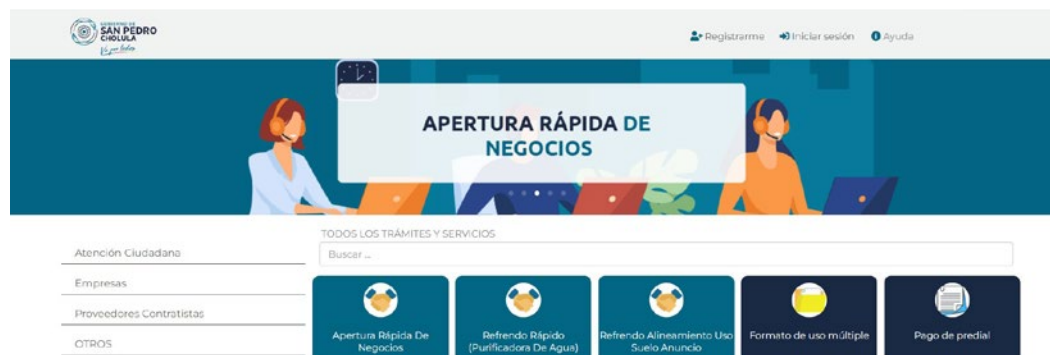 GOBIERNO DE
SAN PEDRO
CHOLULA
Registrarme Iniciar sesión Ayuda
APERTURA RÁPIDA DE
NEGOCIOS
TODOS LOS TRÁMITES Y SERVICIOS
Buscar ...
Atención Ciudadana
Empresas
Proveedores Contratistas
OTROS
Apertura Rápida De
Negocios
Refrendo Rápido
(Purificadora De Agua)
Refrendo Alineamiento Uso
Suelo Anuncio
Formato de uso múltiple
Pago de predial